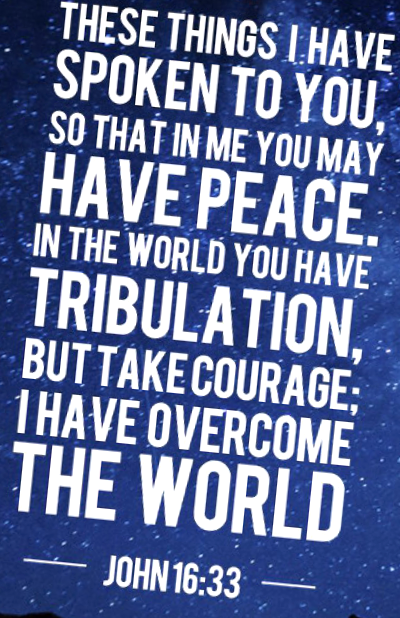 THESE THINGS I HAVE
SPOKEN TO YOU,
SO THAT IN ME YOU MAY
HAVE PEACE.
IN THE WORLD YOU HAVE
TRIBULATION,
BUT TAKE COURAGE;
I HAVE OVERCOME
THE WORLD
JOHN 16:33